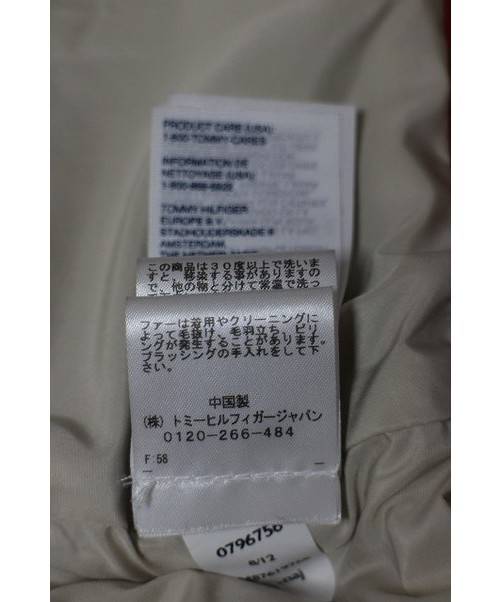 PRODUCT CARE (USA)
1-800-TOMMY-CARES
INFORMATION DE
NETTOYAGE (USA)
TOMMY HILFIGER
EUROPE B.V.
STADHOUDERSKADE 6
AMSTERDAM
THE NETHERLANDS
この商品は30度以上で洗いま
すと、移染する事がありますの
で、他の物と分けて常温で洗っ
ファーは着用やクリーニングに
よって毛抜け、毛羽立ち、ピリ
ングが発生することがあります。
ブラッシングの手入れをして下
さい。
中国製
(株)トミーヒルフィガージャパン
0120-266-484
F:58
0796756
8/12